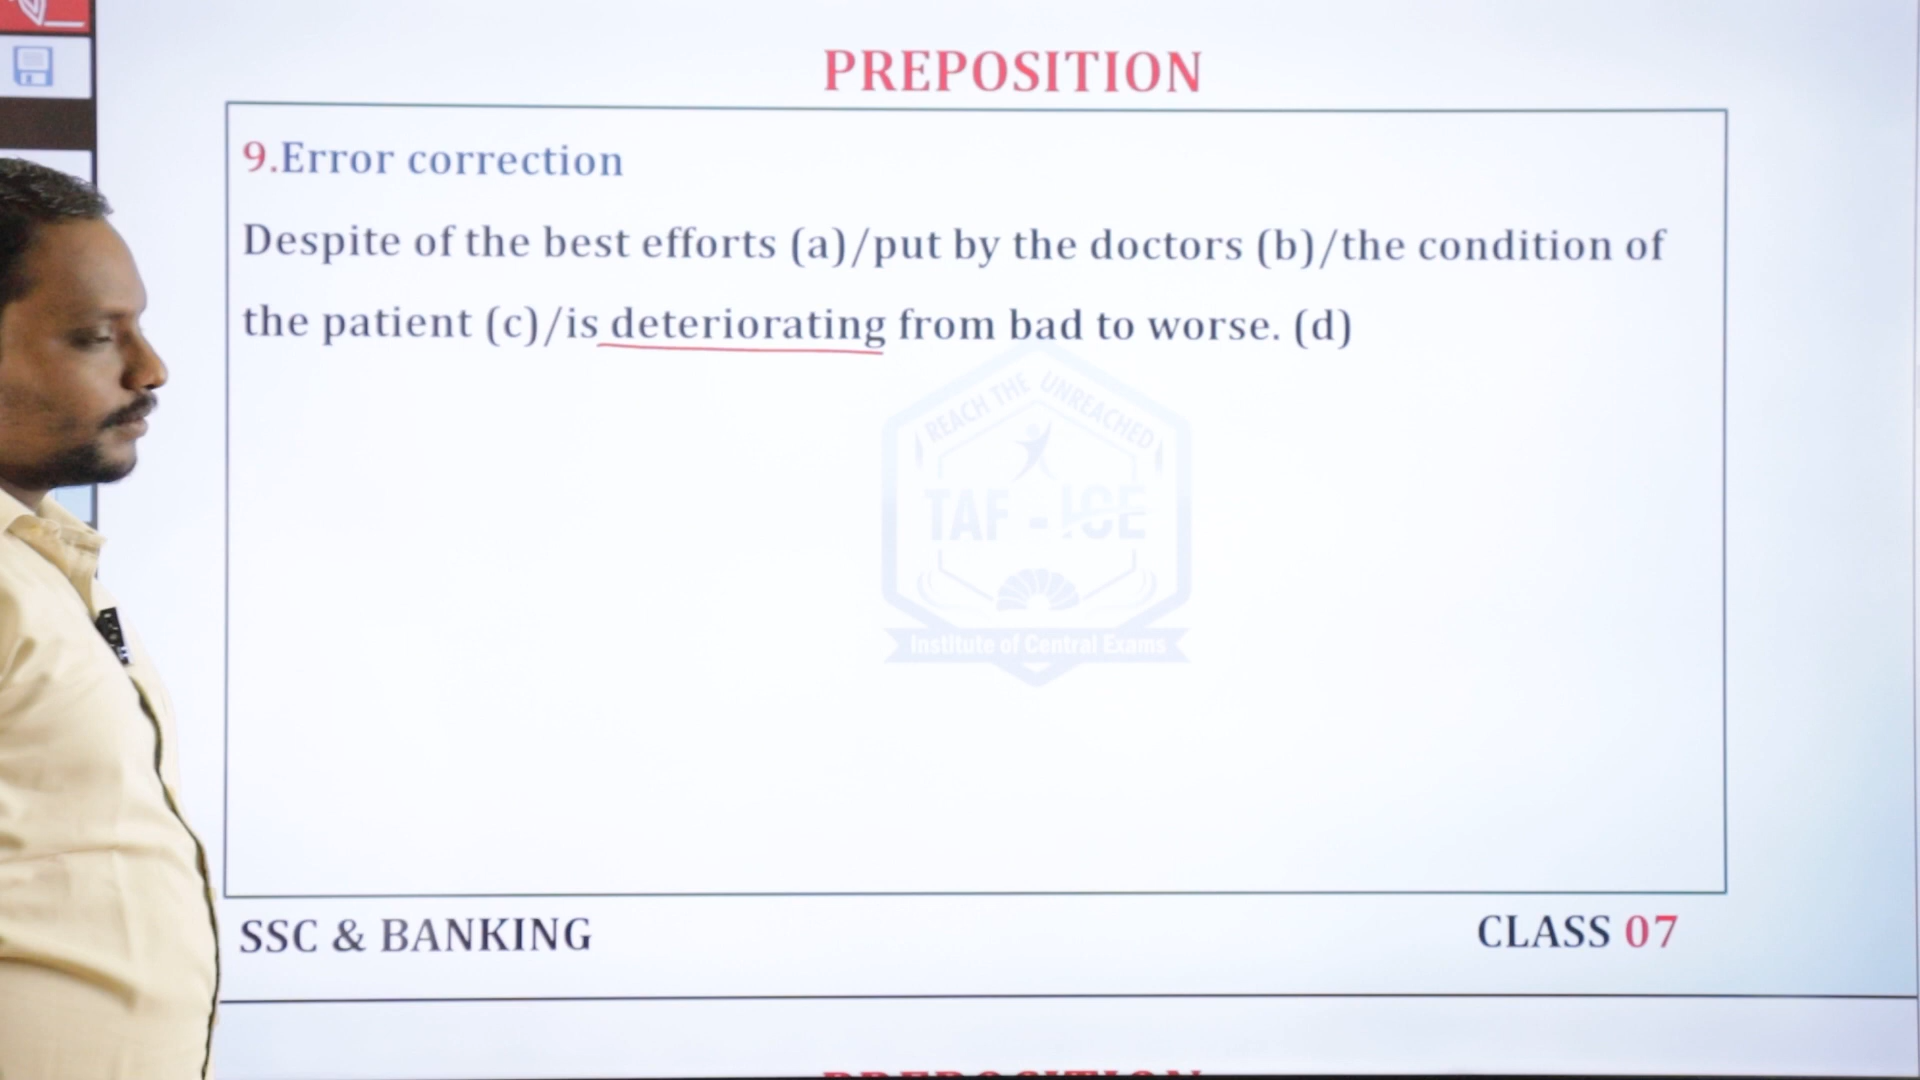 PREPOSITION
9.Error correction
Despite of the best efforts (a)/put by the doctors (b)/the condition of
the patient (c)/is deteriorating from bad to worse. (d)
REACH THE UNREACHED
TAF - ICE
Institute of Central Exams
SSC & BANKING
CLASS 07
PREPOSITION